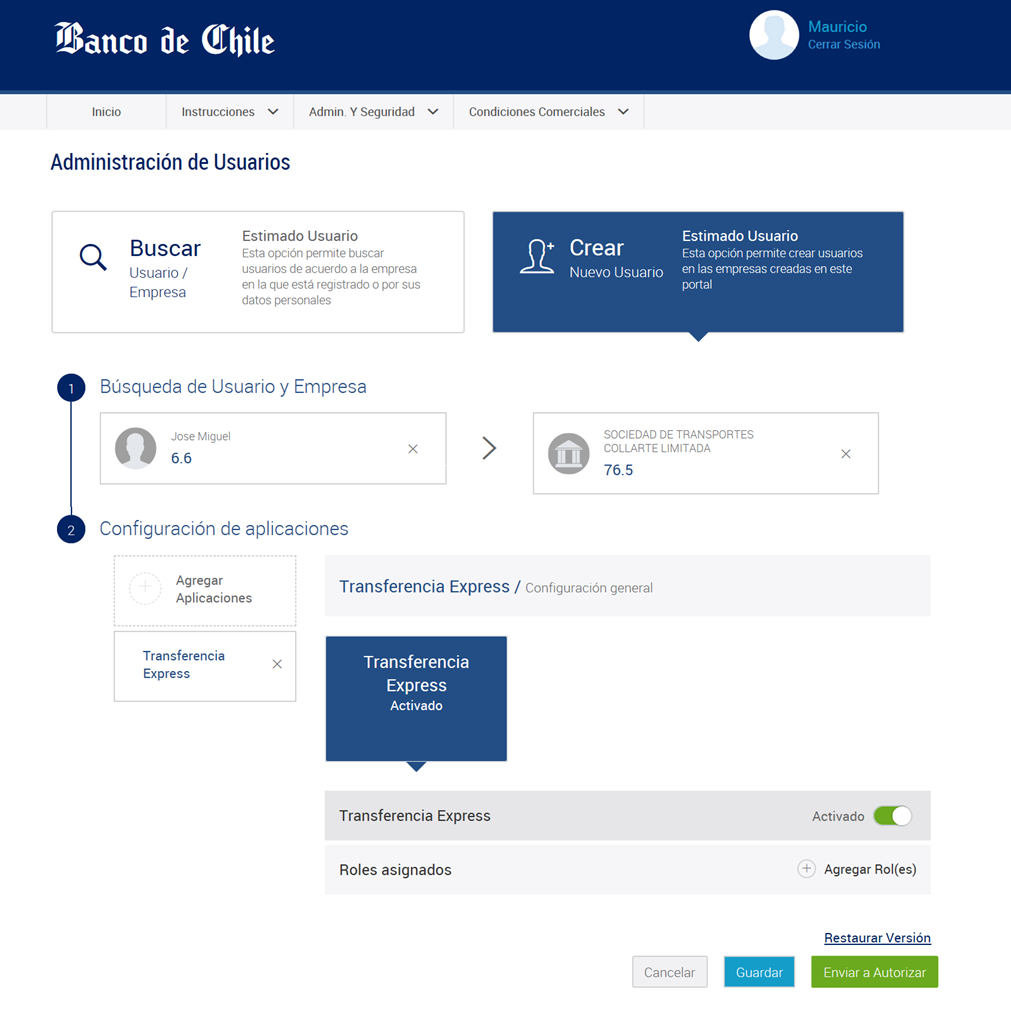 Banco de Chile
Mauricio
Cerrar Sesión
Inicio
Instrucciones
Admin. Y Seguridad
Condiciones Comerciales
Administración de Usuarios
Buscar
Usuario /
Empresa
Estimado Usuario
Esta opción permite buscar
usuarios de acuerdo a la empresa
en la que está registrado o por sus
datos personales
Crear
Nuevo Usuario
Estimado Usuario
Esta opción permite crear usuarios
en las empresas creadas en este
portal
1
Búsqueda de Usuario y Empresa
Jose Miguel
6.6
SOCIEDAD DE TRANSPORTES
COLLARTE LIMITADA
76.5
2
Configuración de aplicaciones
Agregar
Aplicaciones
Transferencia
Express
Transferencia Express / Configuración general
Transferencia
Express
Activado
Transferencia Express
Activado
Roles asignados
Agregar Rol(es)
Restaurar Versión
Cancelar
Guardar
Enviar a Autorizar